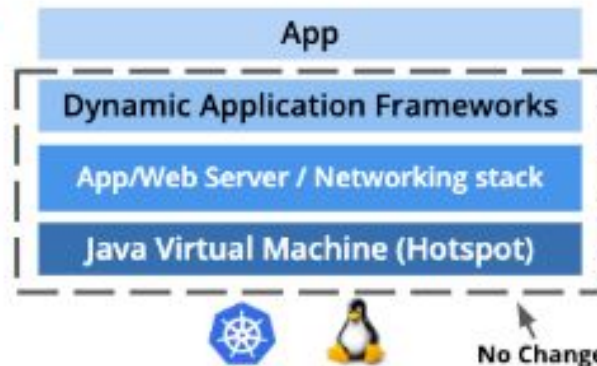 App
Dynamic Application Frameworks
App/Web Server / Networking stack
Java Virtual Machine (Hotspot)
No Change